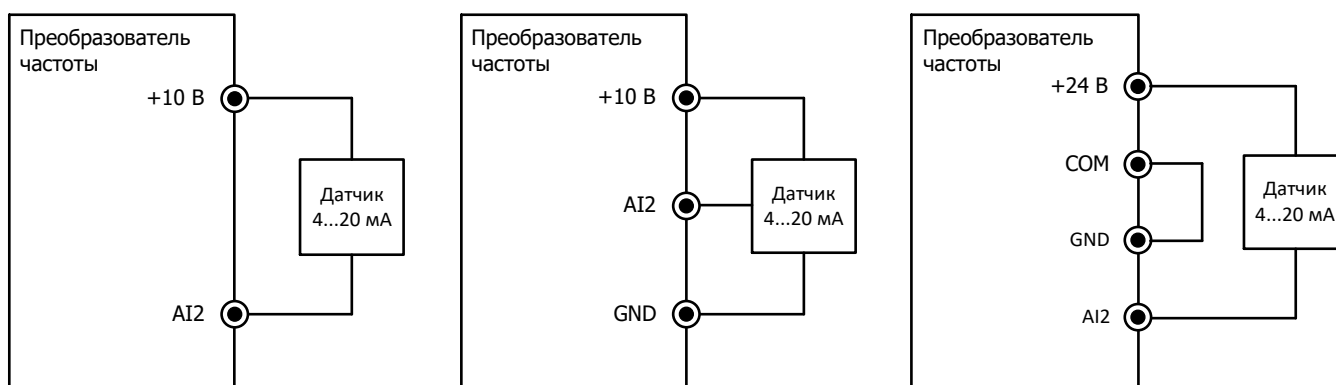 Преобразователь
частоты
+10 В
Датчик
4...20 мА
AI2
Преобразователь
частоты
+10 В
AI2
Датчик
4...20 мА
GND
Преобразователь
частоты
+24 В
COM
Датчик
4...20 мА
GND
AI2